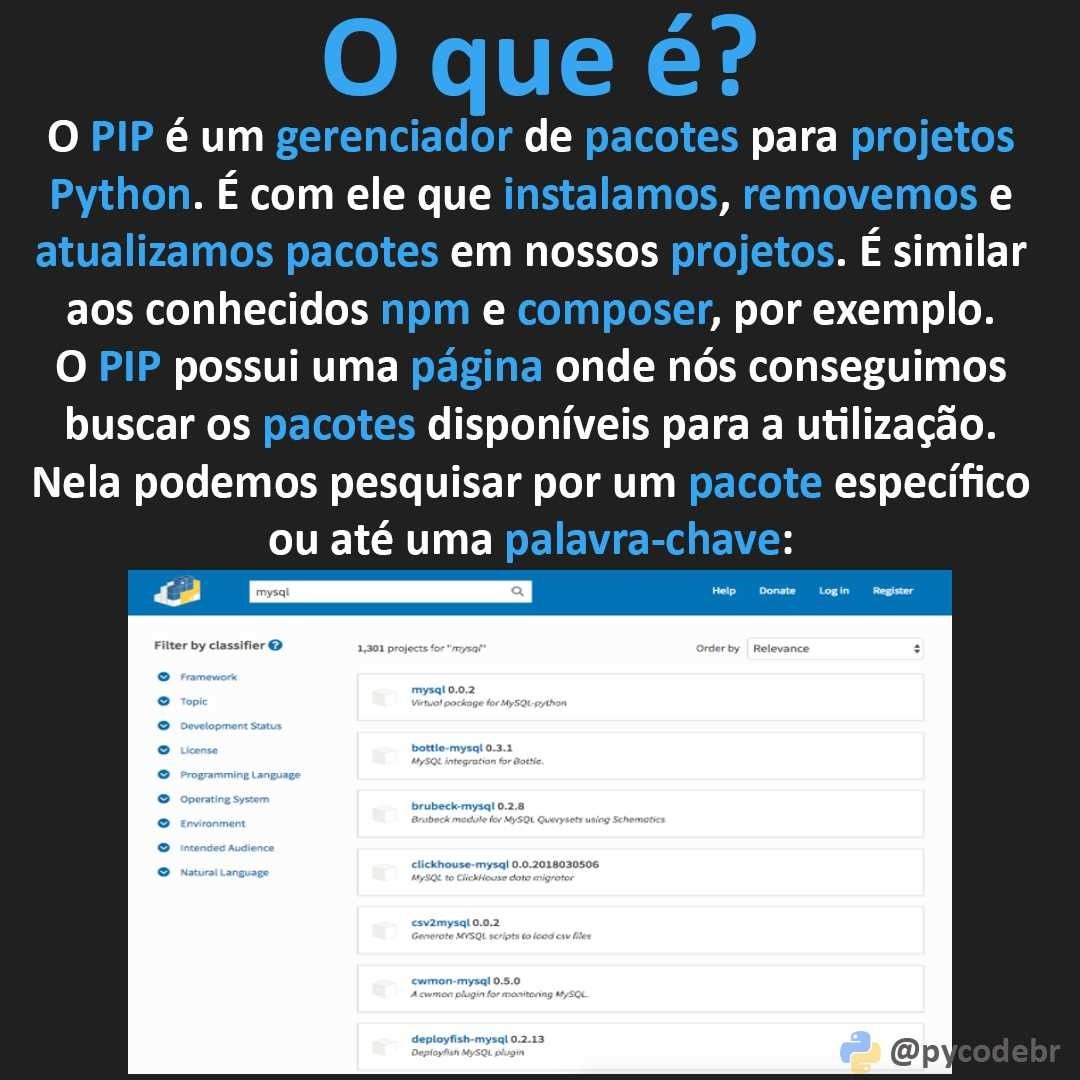 O que é?
O PIP é um gerenciador de pacotes para projetos
Python. É com ele que instalamos, removemos e
atualizamos pacotes em nossos projetos. É similar
aos conhecidos npm e composer, por exemplo.
O PIP possui uma página onde nós conseguimos
buscar os pacotes disponíveis para a utilização.
Nela podemos pesquisar por um pacote específico
ou até uma palavra-chave:
mysql
Help Donate Log in Register
Filter by classifier ?
Framework
Topic
Development Status
License
Programming Language
Operating System
Environment
Intended Audience
Natural Language
1,301 projects for "mysql"
Order by Relevance
mysql 0.0.2
Virtual package for MySQL-python
bottle-mysql 0.3.1
MySQL integration for Bottle.
brubeck-mysql 0.2.8
Brubeck module for MySQL Querysets using Schematics
clickhouse-mysql 0.0.2018030506
MySQL to ClickHouse data migrator
csv2mysql 0.0.2
Generate MYSQL scripts to load csv files
cwmon-mysql 0.5.0
A cwmon plugin for monitoring MySQL.
deployfish-mysql 0.2.13
Deployfish MySQL plugin
@pycodebr